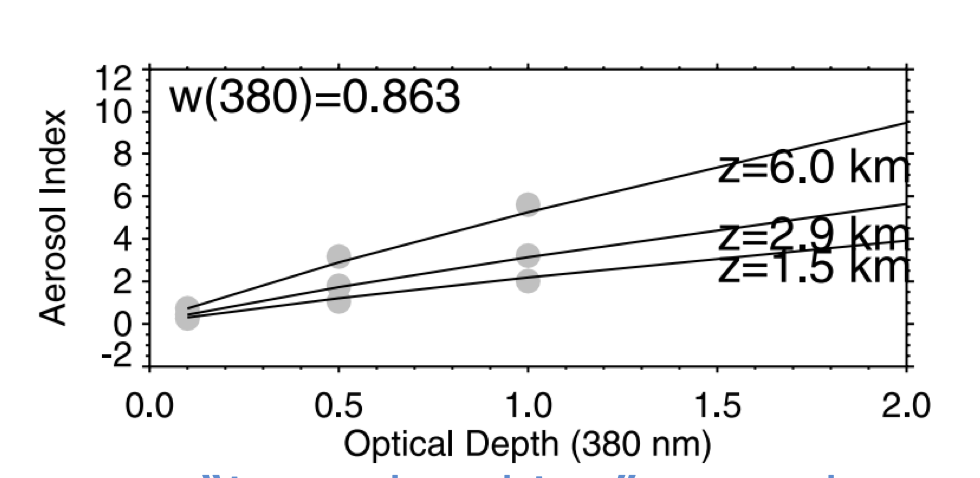 12
w(380)=0.863
10
8
z=6.0 km
6
4
z=2.9 km
z=1.5 km
2
0
-2
Aerosol Index
0.0 0.5 1.0 1.5 2.0
Optical Depth (380 nm)